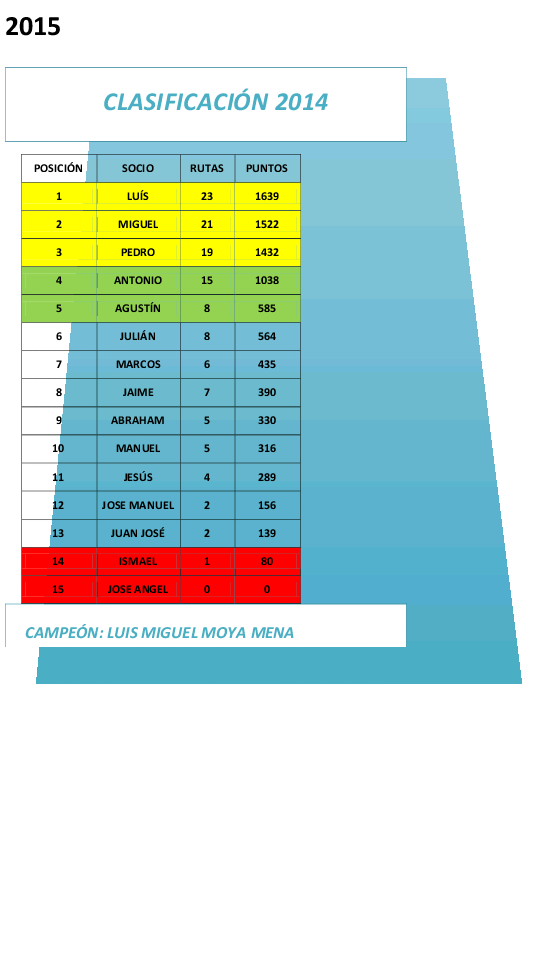 2015
CLASIFICACIÓN 2014
POSICIÓN SOCIO RUTAS PUNTOS
1 LUÍS 23 1639
2 MIGUEL 21 1522
3 PEDRO 19 1432
4 ANTONIO 15 1038
5 AGUSTÍN 8 585
6 JULIÁN 8 564
7 MARCOS 6 435
8 JAIME 7 390
9 ABRAHAM 5 330
10 MANUEL 5 316
11 JESÚS 4 289
12 JOSE MANUEL 2 156
13 JUAN JOSÉ 2 139
14 ISMAEL 1 80
15 JOSE ANGEL 0 0
CAMPEÓN: LUIS MIGUEL MOYA MENA